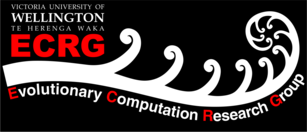 VICTORIA UNIVERSITY OF
WELLINGTON
TE HERENGA WAKA
ECRG
Evolutionary Computation Research Group